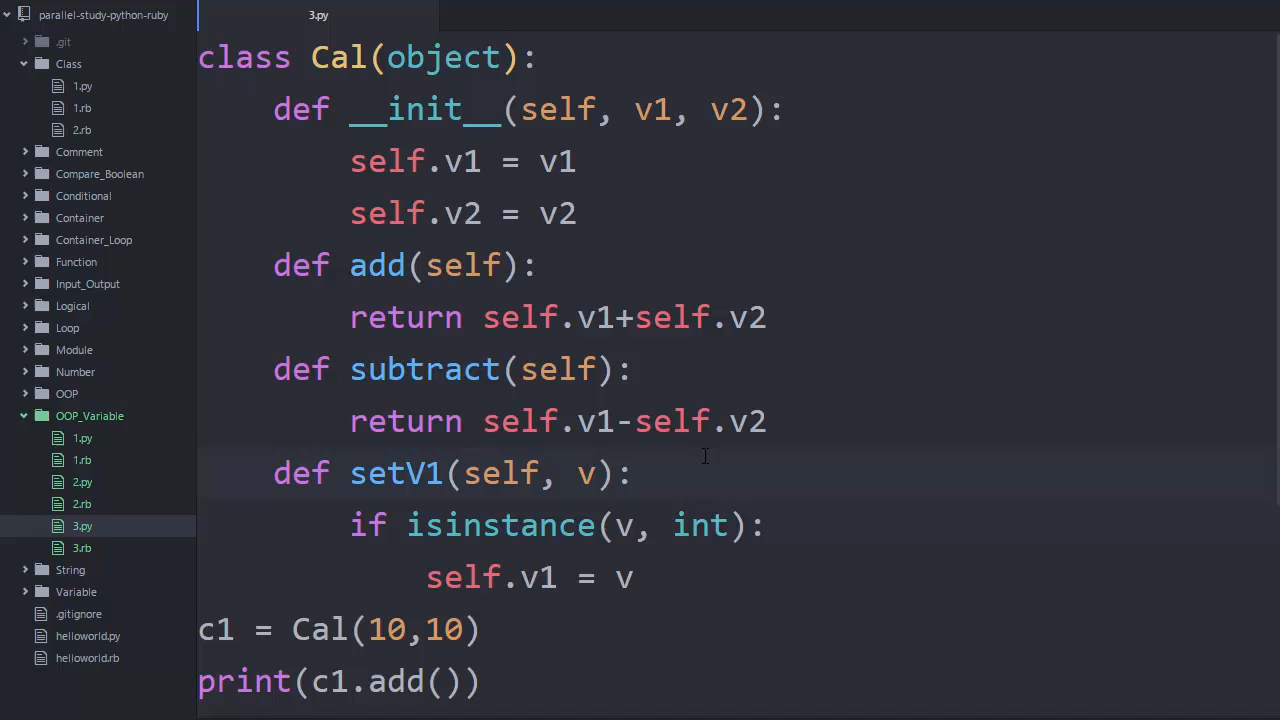 parallel-study-python-ruby
.git
Class
1.py
1.rb
2.rb
Comment
Compare_Boolean
Conditional
Container
Container_Loop
Function
Input_Output
Logical
Loop
Module
Number
OOP
OOP_Variable
1.py
1.rb
2.py
2.rb
3.py
3.rb
String
Variable
.gitignore
helloworld.py
helloworld.rb
3.py
class Cal(object):
    def __init__(self, v1, v2):
        self.v1 = v1
        self.v2 = v2
    def add(self):
        return self.v1+self.v2
    def subtract(self):
        return self.v1-self.v2
    def setV1(self, v):
        if isinstance(v, int):
            self.v1 = v
c1 = Cal(10,10)
print(c1.add())